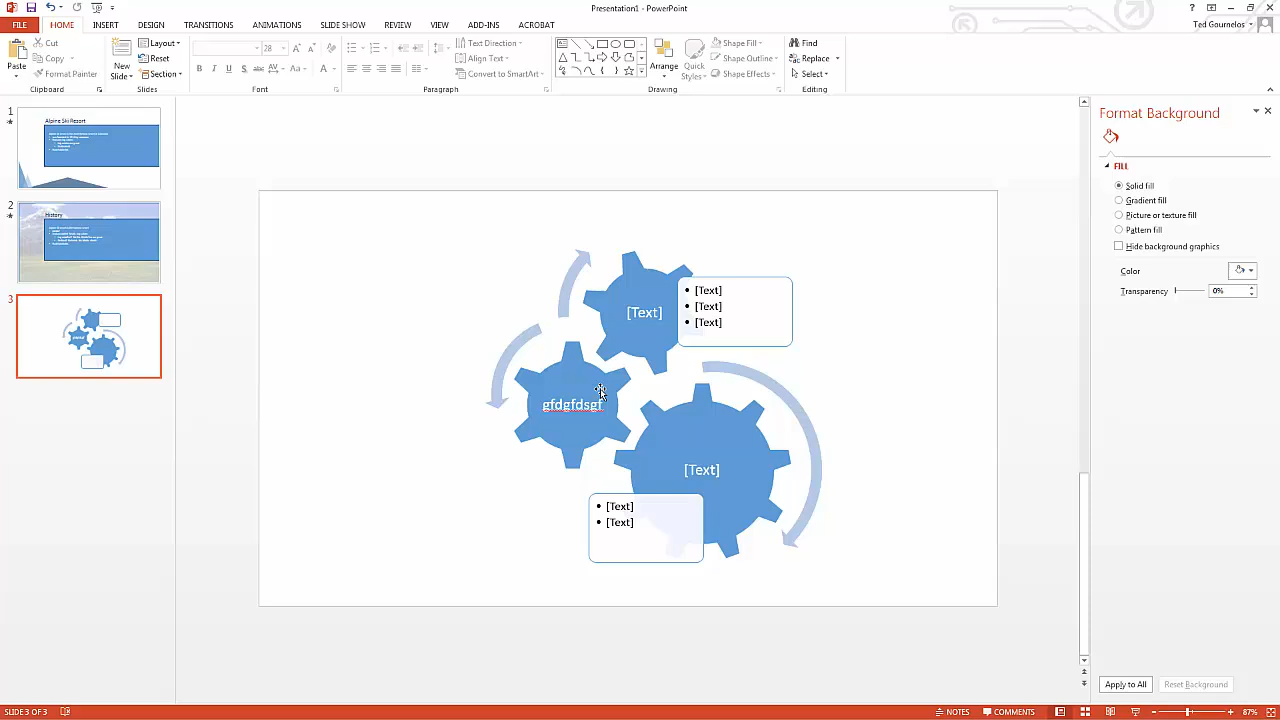 Presentation1 - PowerPoint
FILE HOME INSERT DESIGN TRANSITIONS ANIMATIONS SLIDE SHOW REVIEW VIEW ADD-INS ACROBAT
Ted Gournelos
Paste
Cut
Copy
Format Painter
Clipboard
New
Slide
Layout
Reset
Section
Slides
28
Font
Text Direction
Align Text
Convert to SmartArt
Paragraph
Arrange
Quick
Styles
Shape Fill
Shape Outline
Shape Effects
Drawing
Find
Replace
Select
Editing
1
Alpine Ski Resort
2
History
3
[Text]
• [Text]
• [Text]
• [Text]
gfdgfdsgf
[Text]
• [Text]
• [Text]
Format Background
FILL
Solid fill
Gradient fill
Picture or texture fill
Pattern fill
Hide background graphics
Color
Transparency 0%
Apply to All
Reset Background
SLIDE 3 OF 3
NOTES
COMMENTS
87%